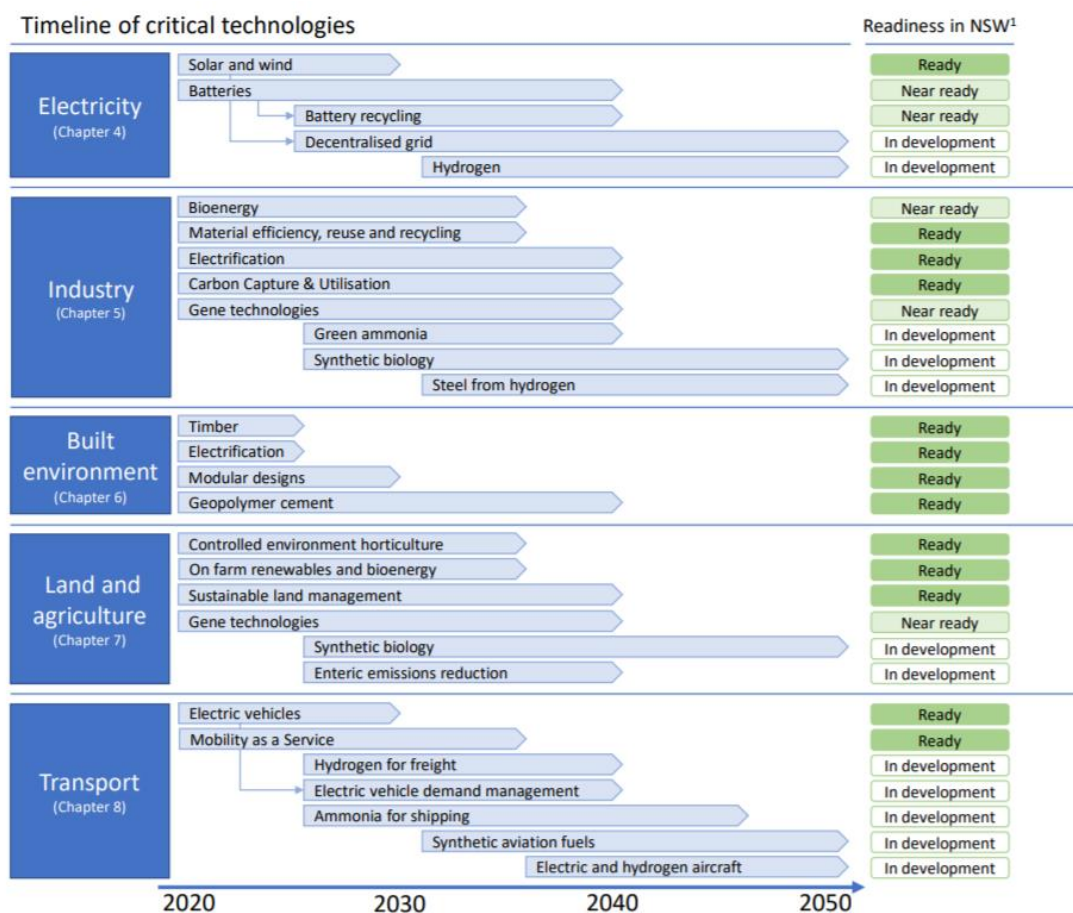 Timeline of critical technologies
Readiness in NSW¹
Electricity
(Chapter 4)
Solar and wind
Ready
Batteries
Near ready
Battery recycling
Near ready
Decentralised grid
In development
Hydrogen
In development
Industry
(Chapter 5)
Bioenergy
Near ready
Material efficiency, reuse and recycling
Ready
Electrification
Ready
Carbon Capture & Utilisation
Ready
Gene technologies
Near ready
Green ammonia
In development
Synthetic biology
In development
Steel from hydrogen
In development
Built
environment
(Chapter 6)
Timber
Ready
Electrification
Ready
Modular designs
Ready
Geopolymer cement
Ready
Land and
agriculture
(Chapter 7)
Controlled environment horticulture
Ready
On farm renewables and bioenergy
Ready
Sustainable land management
Ready
Gene technologies
Near ready
Synthetic biology
In development
Enteric emissions reduction
In development
Transport
(Chapter 8)
Electric vehicles
Ready
Mobility as a Service
Ready
Hydrogen for freight
In development
Electric vehicle demand management
In development
Ammonia for shipping
In development
Synthetic aviation fuels
In development
Electric and hydrogen aircraft
In development
2020
2030
2040
2050